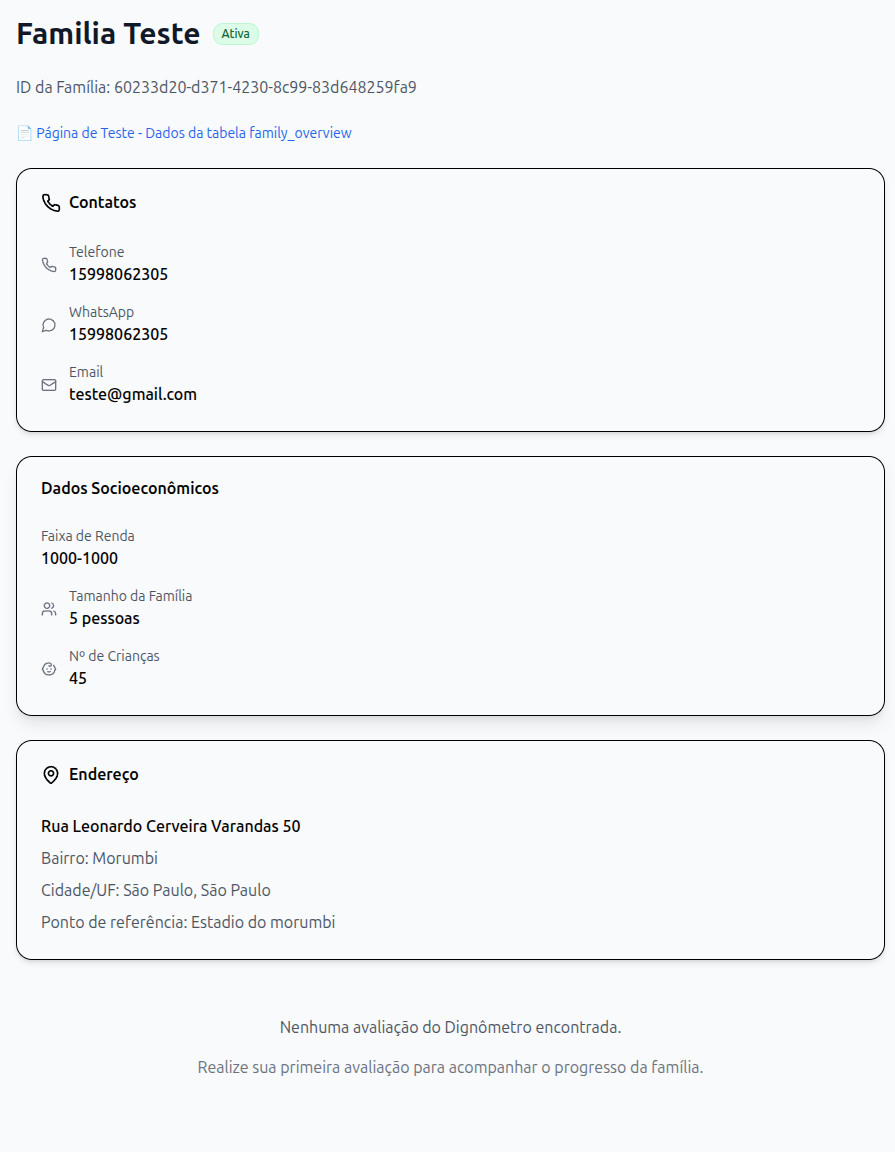 Familia Teste Ativa
ID da Família: 60233d20-d371-4230-8c99-83d648259fa9
Página de Teste - Dados da tabela family_overview
Contatos
Telefone
15998062305
WhatsApp
15998062305
Email
teste@gmail.com
Dados Socioeconômicos
Faixa de Renda
1000-1000
Tamanho da Família
5 pessoas
Nº de Crianças
45
Endereço
Rua Leonardo Cerveira Varandas 50
Bairro: Morumbi
Cidade/UF: São Paulo, São Paulo
Ponto de referência: Estadio do morumbi
Nenhuma avaliação do Dignômetro encontrada.
Realize sua primeira avaliação para acompanhar o progresso da família.